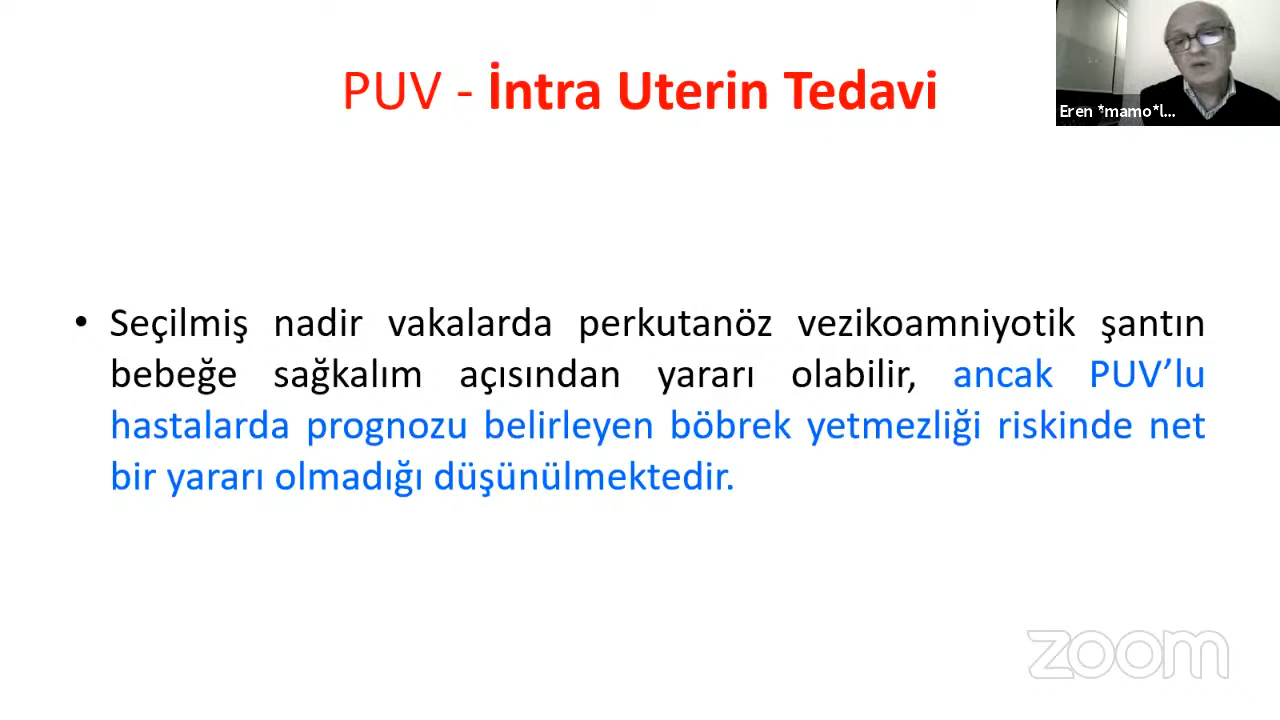 PUV - İntra Uterin Tedavi
Eren *mamo*l...
• Seçilmiş nadir vakalarda perkutanöz vezikoamniyotik şantın
bebeğe sağkalım açısından yararı olabilir, ancak PUV’lu
hastalarda prognozu belirleyen böbrek yetmezliği riskinde net
bir yararı olmadığı düşünülmektedir.
zoom